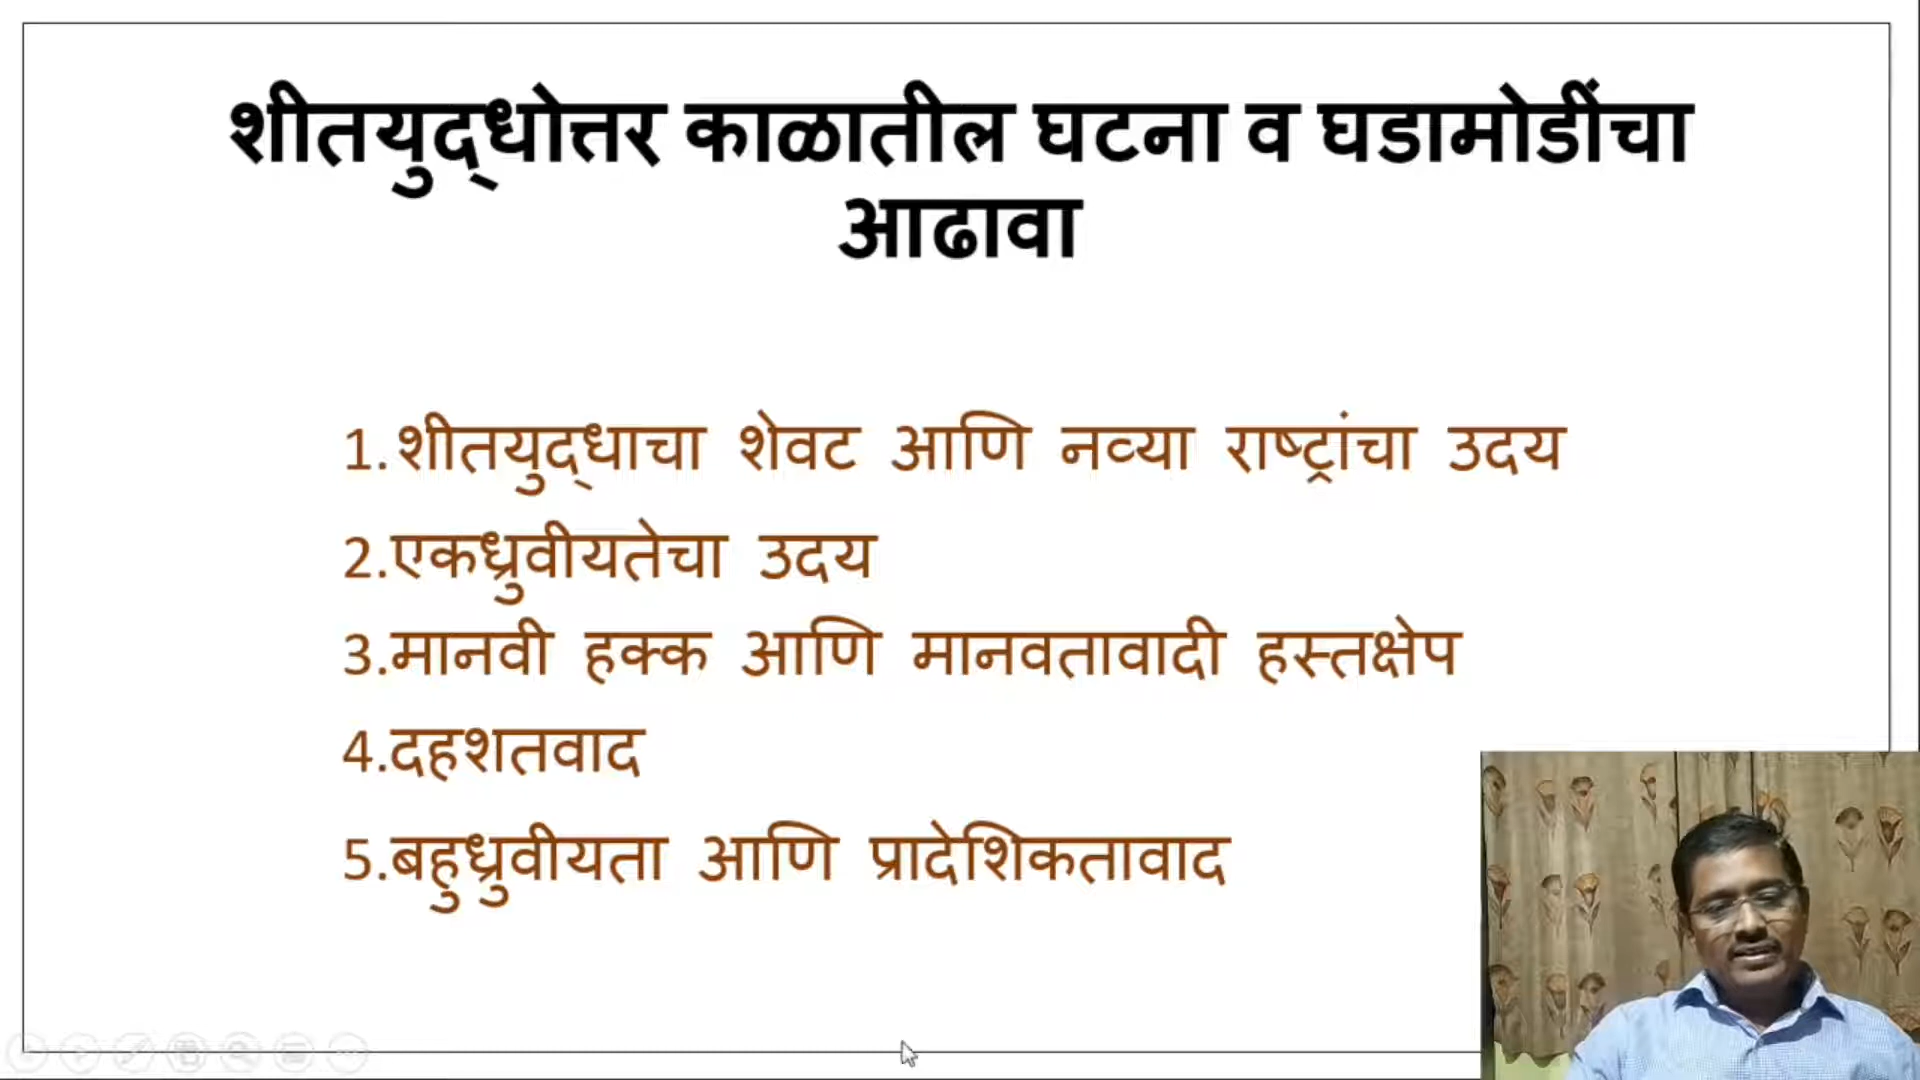 शीतयुद्धोत्तर काळातील घटना व घडामोडींचा
आढावा
1.शीतयुद्धाचा शेवट आणि नव्या राष्ट्रांचा उदय
2.एकध्रुवीयतेचा उदय
3.मानवी हक्क आणि मानवतावादी हस्तक्षेप
4.दहशतवाद
5.बहुध्रुवीयता आणि प्रादेशिकतावाद